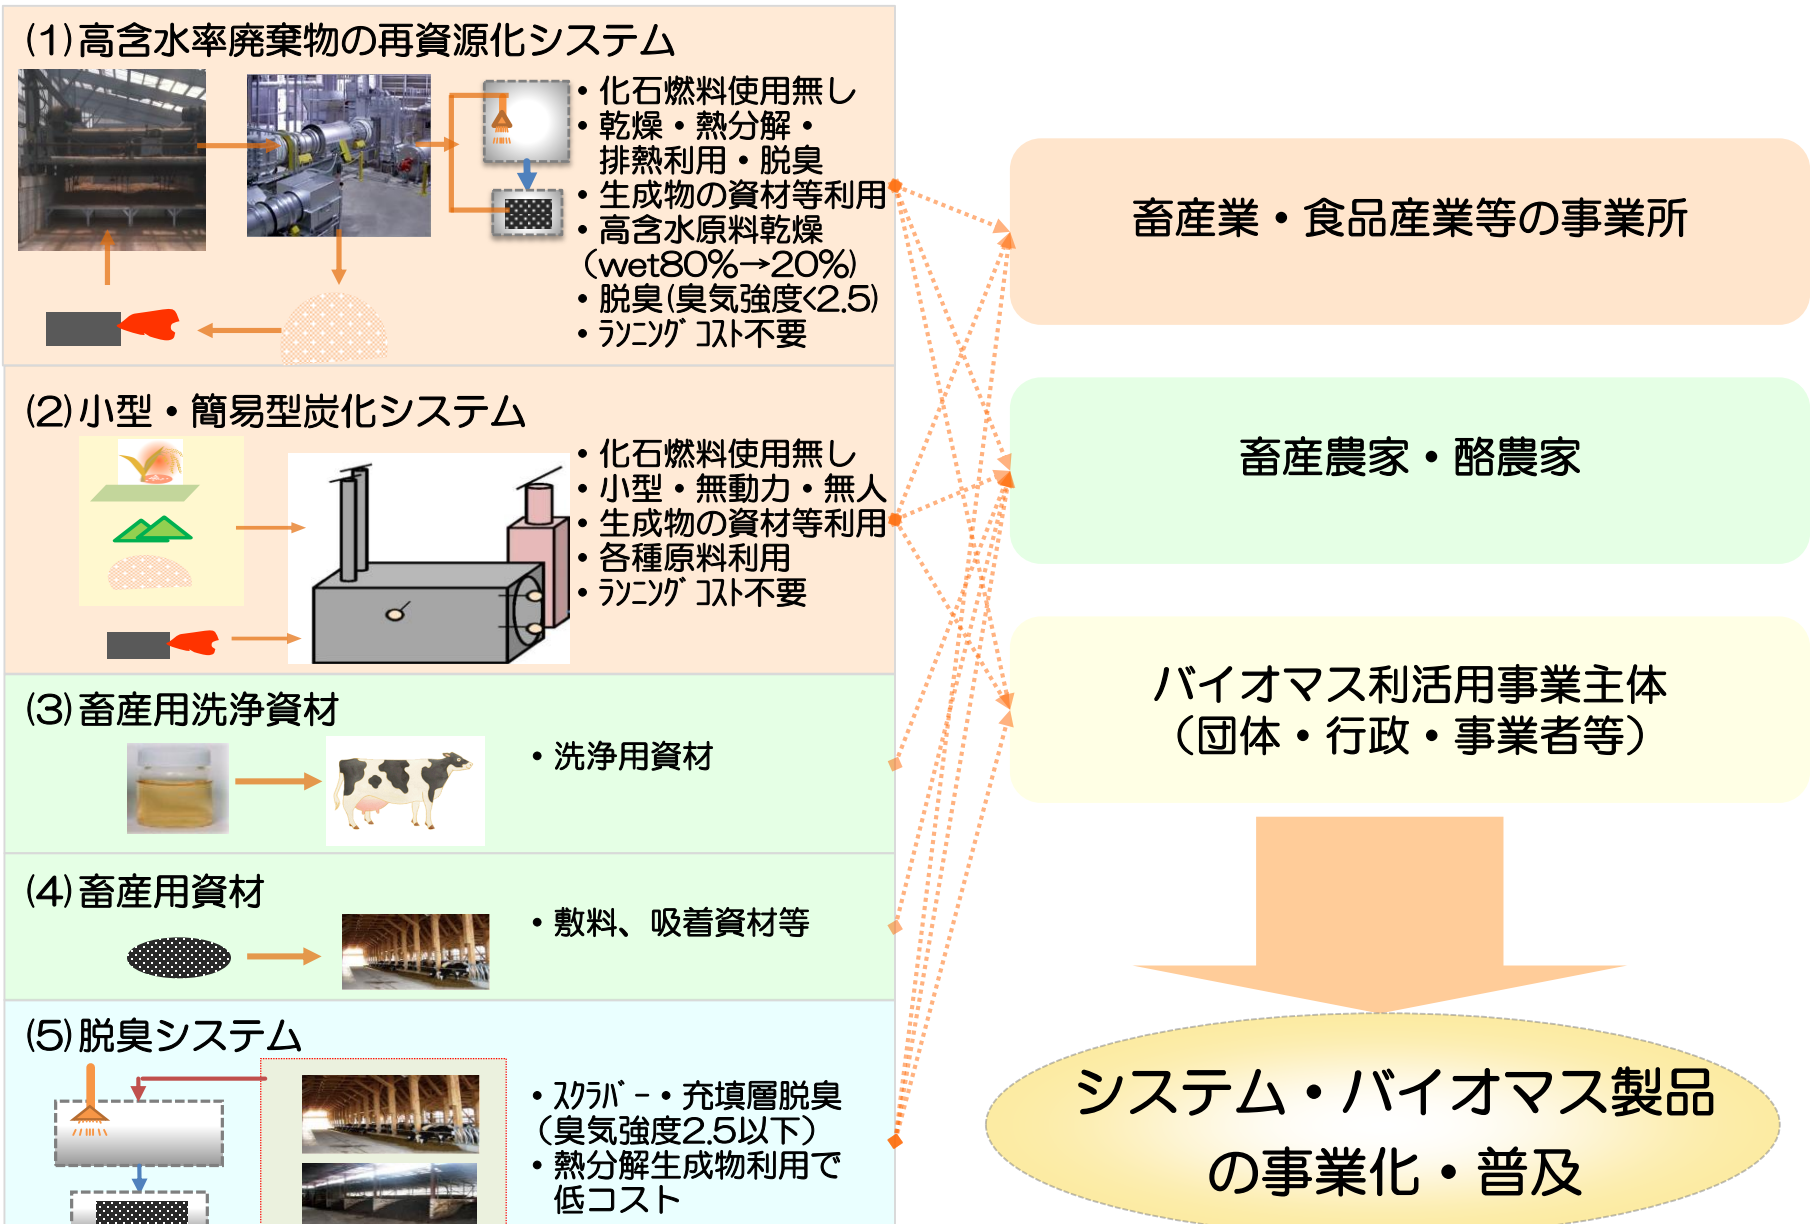 (1)高含水率廃棄物の再資源化システム
・化石燃料使用無し
・乾燥・熱分解・
排熱利用・脱臭
・生成物の資材等利用
・高含水原料乾燥
（wet80%→20%)
・脱臭(臭気強度<2.5)
・ﾗﾝﾆﾝｸﾞｺｽﾄ不要
(2)小型・簡易型炭化システム
・化石燃料使用無し
・小型・無動力・無人
・生成物の資材等利用
・各種原料利用
・ﾗﾝﾆﾝｸﾞｺｽﾄ不要
(3)畜産用洗浄資材
・洗浄用資材
(4)畜産用資材
・敷料、吸着資材等
(5)脱臭システム
・ｽｸﾗﾊﾞｰ・充填層脱臭
（臭気強度2.5以下）
・熱分解生成物利用で
低コスト
畜産業・食品産業等の事業所
畜産農家・酪農家
バイオマス利活用事業主体
（団体・行政・事業者等）
システム・バイオマス製品
の事業化・普及